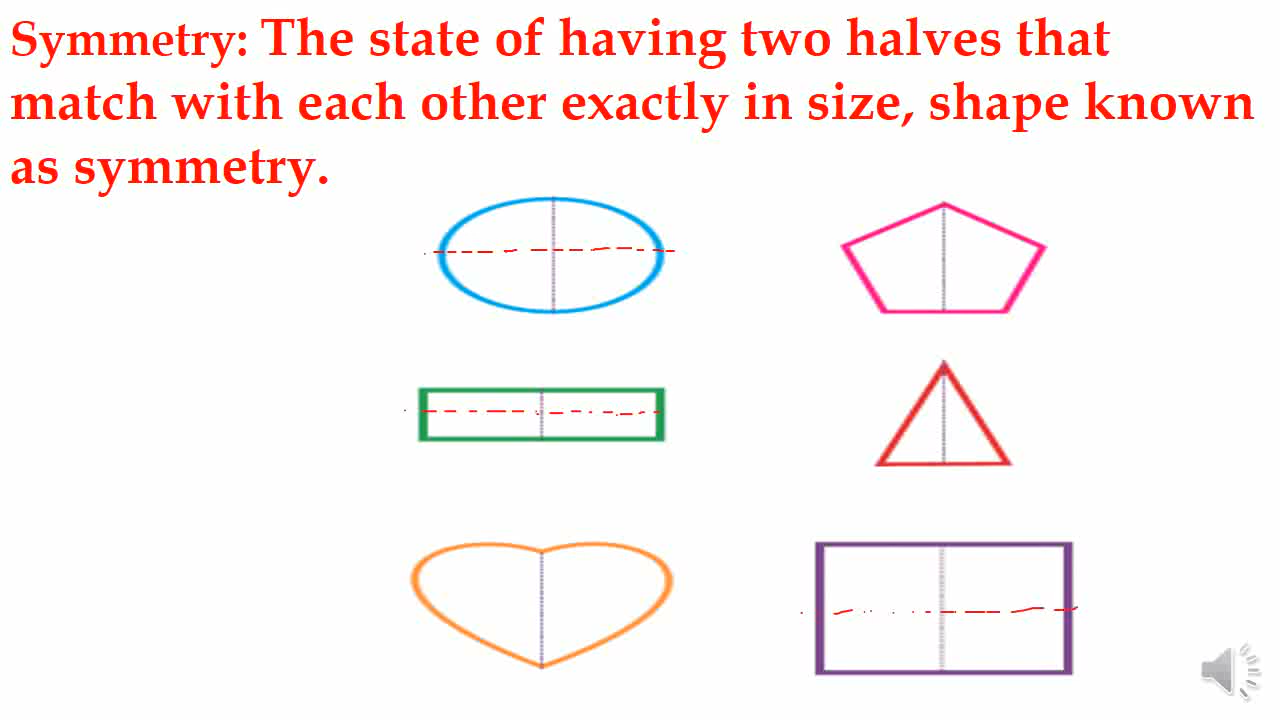 Symmetry: The state of having two halves that
match with each other exactly in size, shape known
as symmetry.